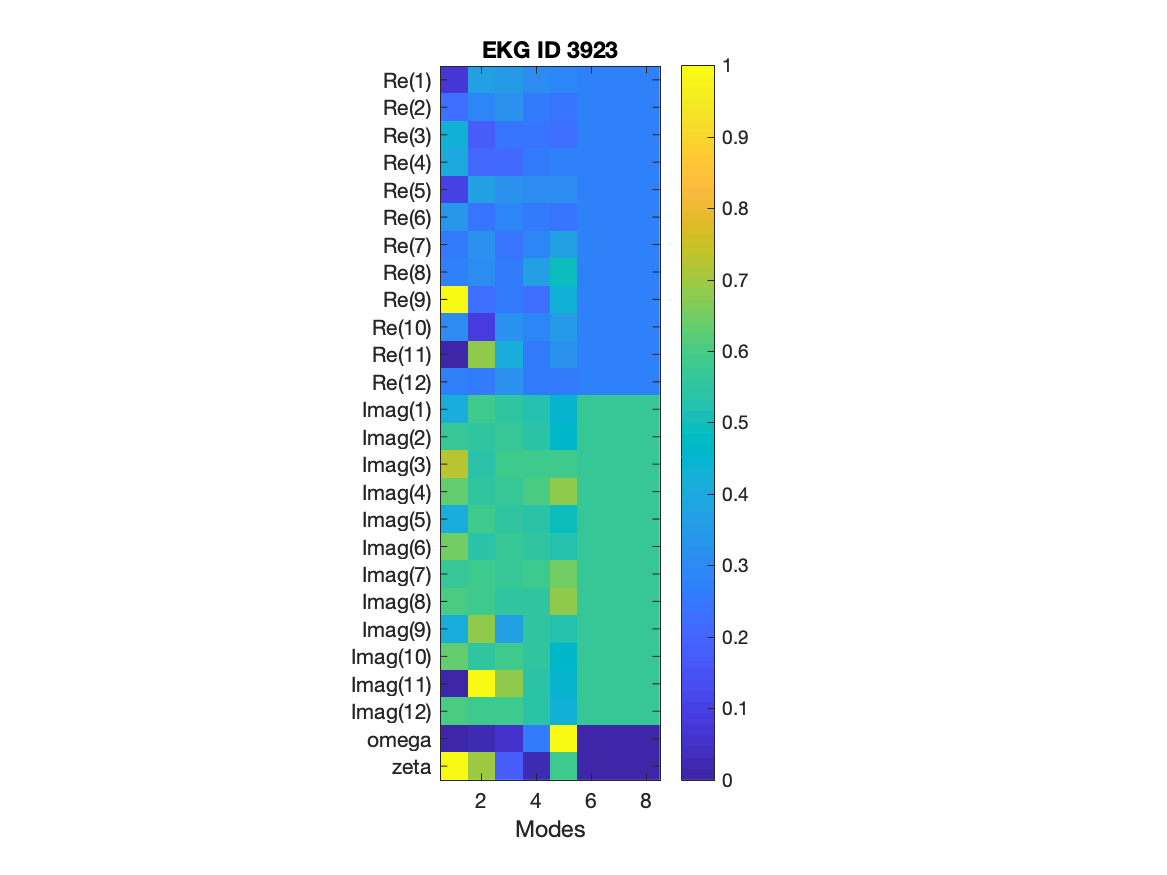 EKG ID 3923
Re(1)
Re(2)
Re(3)
Re(4)
Re(5)
Re(6)
Re(7)
Re(8)
Re(9)
Re(10)
Re(11)
Re(12)
Imag(1)
Imag(2)
Imag(3)
Imag(4)
Imag(5)
Imag(6)
Imag(7)
Imag(8)
Imag(9)
Imag(10)
Imag(11)
Imag(12)
omega
zeta
2 4 6 8
Modes
1
0.9
0.8
0.7
0.6
0.5
0.4
0.3
0.2
0.1
0